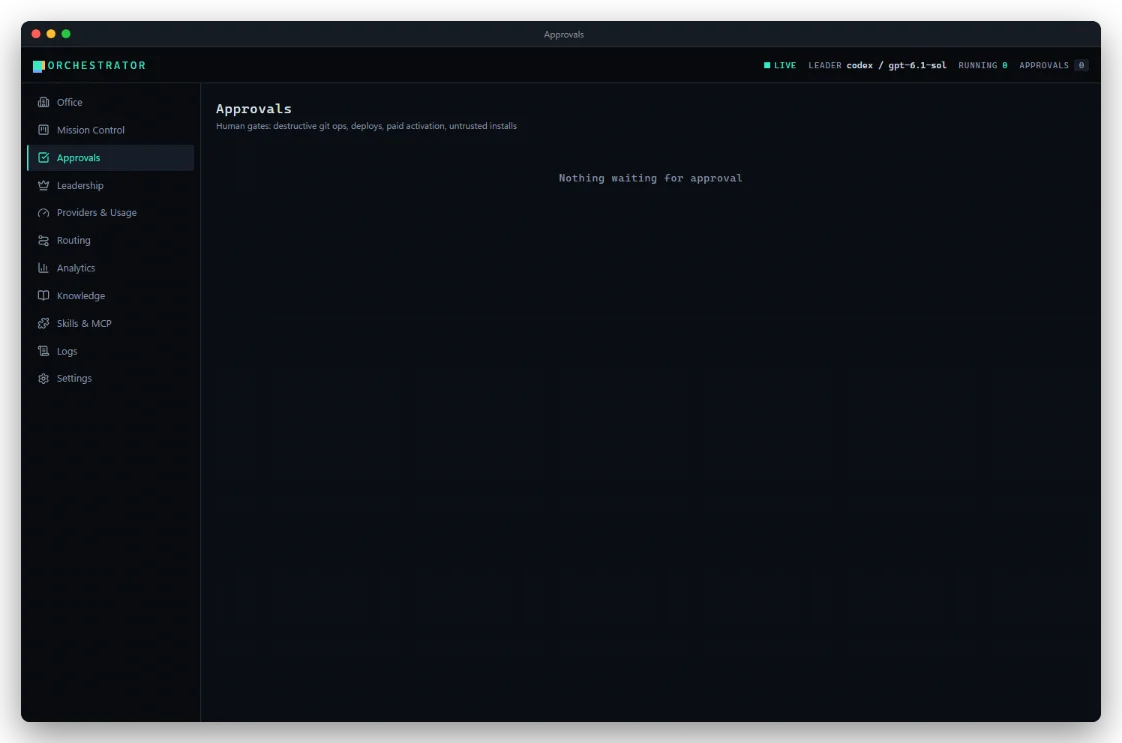 Approvals
ORCHESTRATOR
LIVE LEADER codex / gpt-6.1-sol RUNNING 0 APPROVALS 0
Office
Mission Control
Approvals
Leadership
Providers & Usage
Routing
Analytics
Knowledge
Skills & MCP
Logs
Settings
Approvals
Human gates: destructive git ops, deploys, paid activation, untrusted installs
Nothing waiting for approval